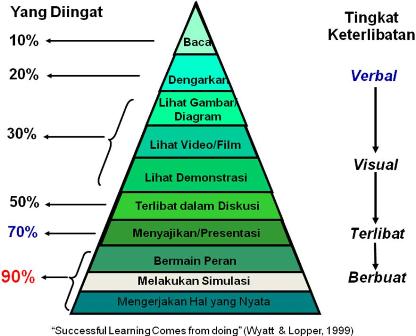 Yang Diingat
Tingkat
Keterlibatan
10%
Baca
20%
Dengarkan
Verbal
Lihat Gambar/
Diagram
30%
Lihat Video/Film
Visual
Lihat Demonstrasi
50%
Terlibat dalam Diskusi
70%
Menyajikan/Presentasi
Terlibat
Bermain Peran
90%
Melakukan Simulasi
Berbuat
Mengerjakan Hal yang Nyata
“Successful Learning Comes from doing” (Wyatt & Lopper, 1999)